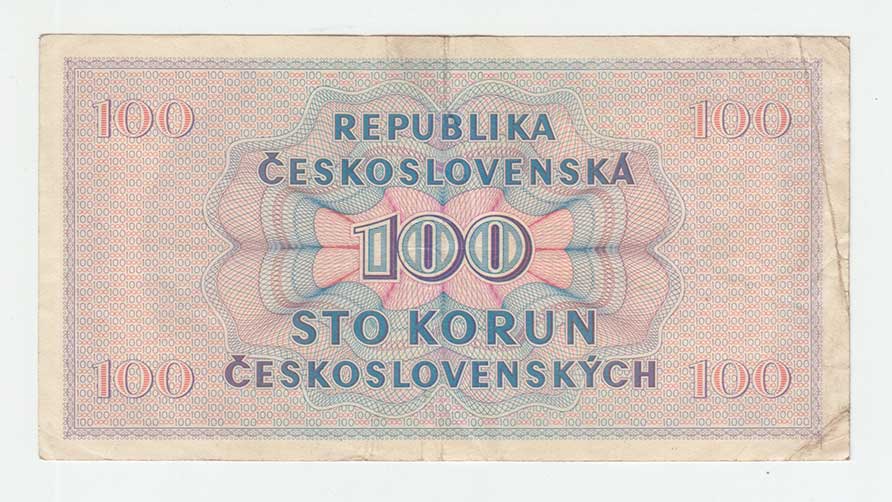 100 100
REPUBLIKA
ČESKOSLOVENSKÁ
100
STO KORUN
ČESKOSLOVENSKÝCH
100 100